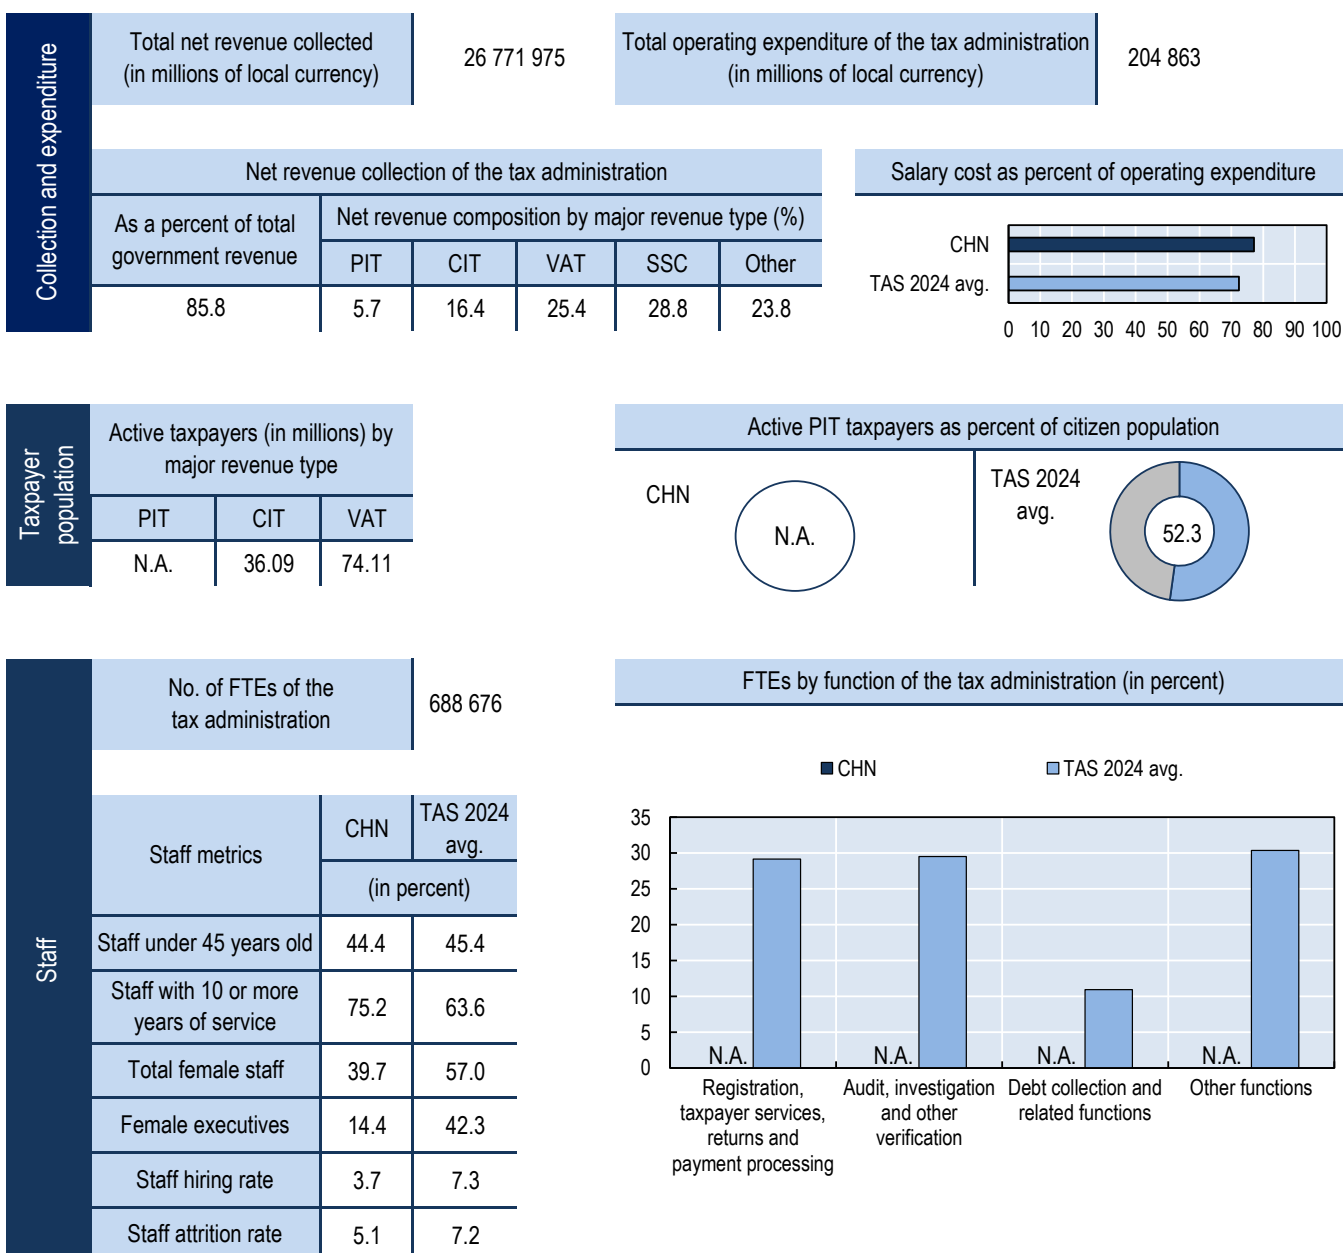 Collection and expenditure
Total net revenue collected
(in millions of local currency)
26 771 975
Total operating expenditure of the tax administration
(in millions of local currency)
204 863
Net revenue collection of the tax administration
As a percent of total
government revenue
Net revenue composition by major revenue type (%)
PIT CIT VAT SSC Other
85.8 5.7 16.4 25.4 28.8 23.8
Salary cost as percent of operating expenditure
CHN
TAS 2024 avg.
0 10 20 30 40 50 60 70 80 90 100
Taxpayer
population
Active taxpayers (in millions) by
major revenue type
PIT CIT VAT
N.A. 36.09 74.11
Active PIT taxpayers as percent of citizen population
CHN
N.A.
TAS 2024
avg.
52.3
Staff
No. of FTEs of the
tax administration
688 676
Staff metrics
CHN
TAS 2024
avg.
(in percent)
Staff under 45 years old 44.4 45.4
Staff with 10 or more
years of service
75.2 63.6
Total female staff 39.7 57.0
Female executives 14.4 42.3
Staff hiring rate 3.7 7.3
Staff attrition rate 5.1 7.2
FTEs by function of the tax administration (in percent)
CHN TAS 2024 avg.
35
30
25
20
15
10
5
0
N.A. N.A. N.A. N.A.
Registration,
taxpayer services,
returns and
payment processing
Audit, investigation
and other
verification
Debt collection and
related functions
Other functions